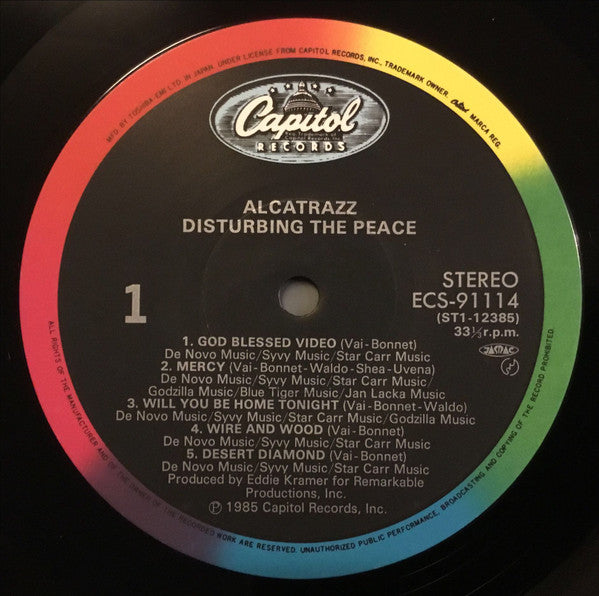 MFG. BY TOSHIBA-EMI LTD. IN JAPAN, UNDER LICENSE FROM CAPITOL RECORDS, INC., TRADEMARK OWNER. Capitol MARCA REG.
Capitol
RECORDS
ALCATRAZZ
DISTURBING THE PEACE
1
STEREO
ECS-91114
(ST1-12385)
33⅓ r.p.m.
JASRAC
1. GOD BLESSED VIDEO (Vai-Bonnet)
De Novo Music/Syvy Music/Star Carr Music
2. MERCY (Vai-Bonnet-Waldo-Shea-Uvena)
De Novo Music/Syvy Music/Star Carr Music/
Godzilla Music/Blue Tiger Music/Jan Lacka Music
3. WILL YOU BE HOME TONIGHT (Vai-Bonnet-Waldo)
De Novo Music/Syvy Music/Star Carr Music/Godzilla Music
4. WIRE AND WOOD (Vai-Bonnet)
De Novo Music/Syvy Music/Star Carr Music
5. DESERT DIAMOND (Vai-Bonnet)
De Novo Music/Syvy Music/Star Carr Music
Produced by Eddie Kramer for Remarkable
Productions, Inc.
℗ 1985 Capitol Records, Inc.
ALL RIGHTS OF THE MANUFACTURER AND OF THE OWNER OF THE RECORDED WORK ARE RESERVED. UNAUTHORIZED PUBLIC PERFORMANCE, BROADCASTING AND COPYING OF THE RECORD PROHIBITED.